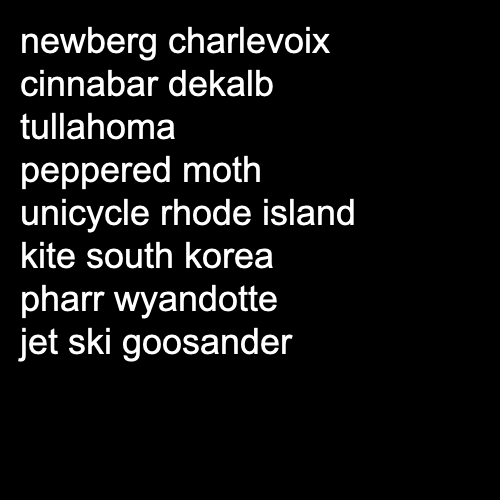 newberg charlevoix
cinnabar dekalb
tullahoma
peppered moth
unicycle rhode island
kite south korea
pharr wyandotte
jet ski goosander